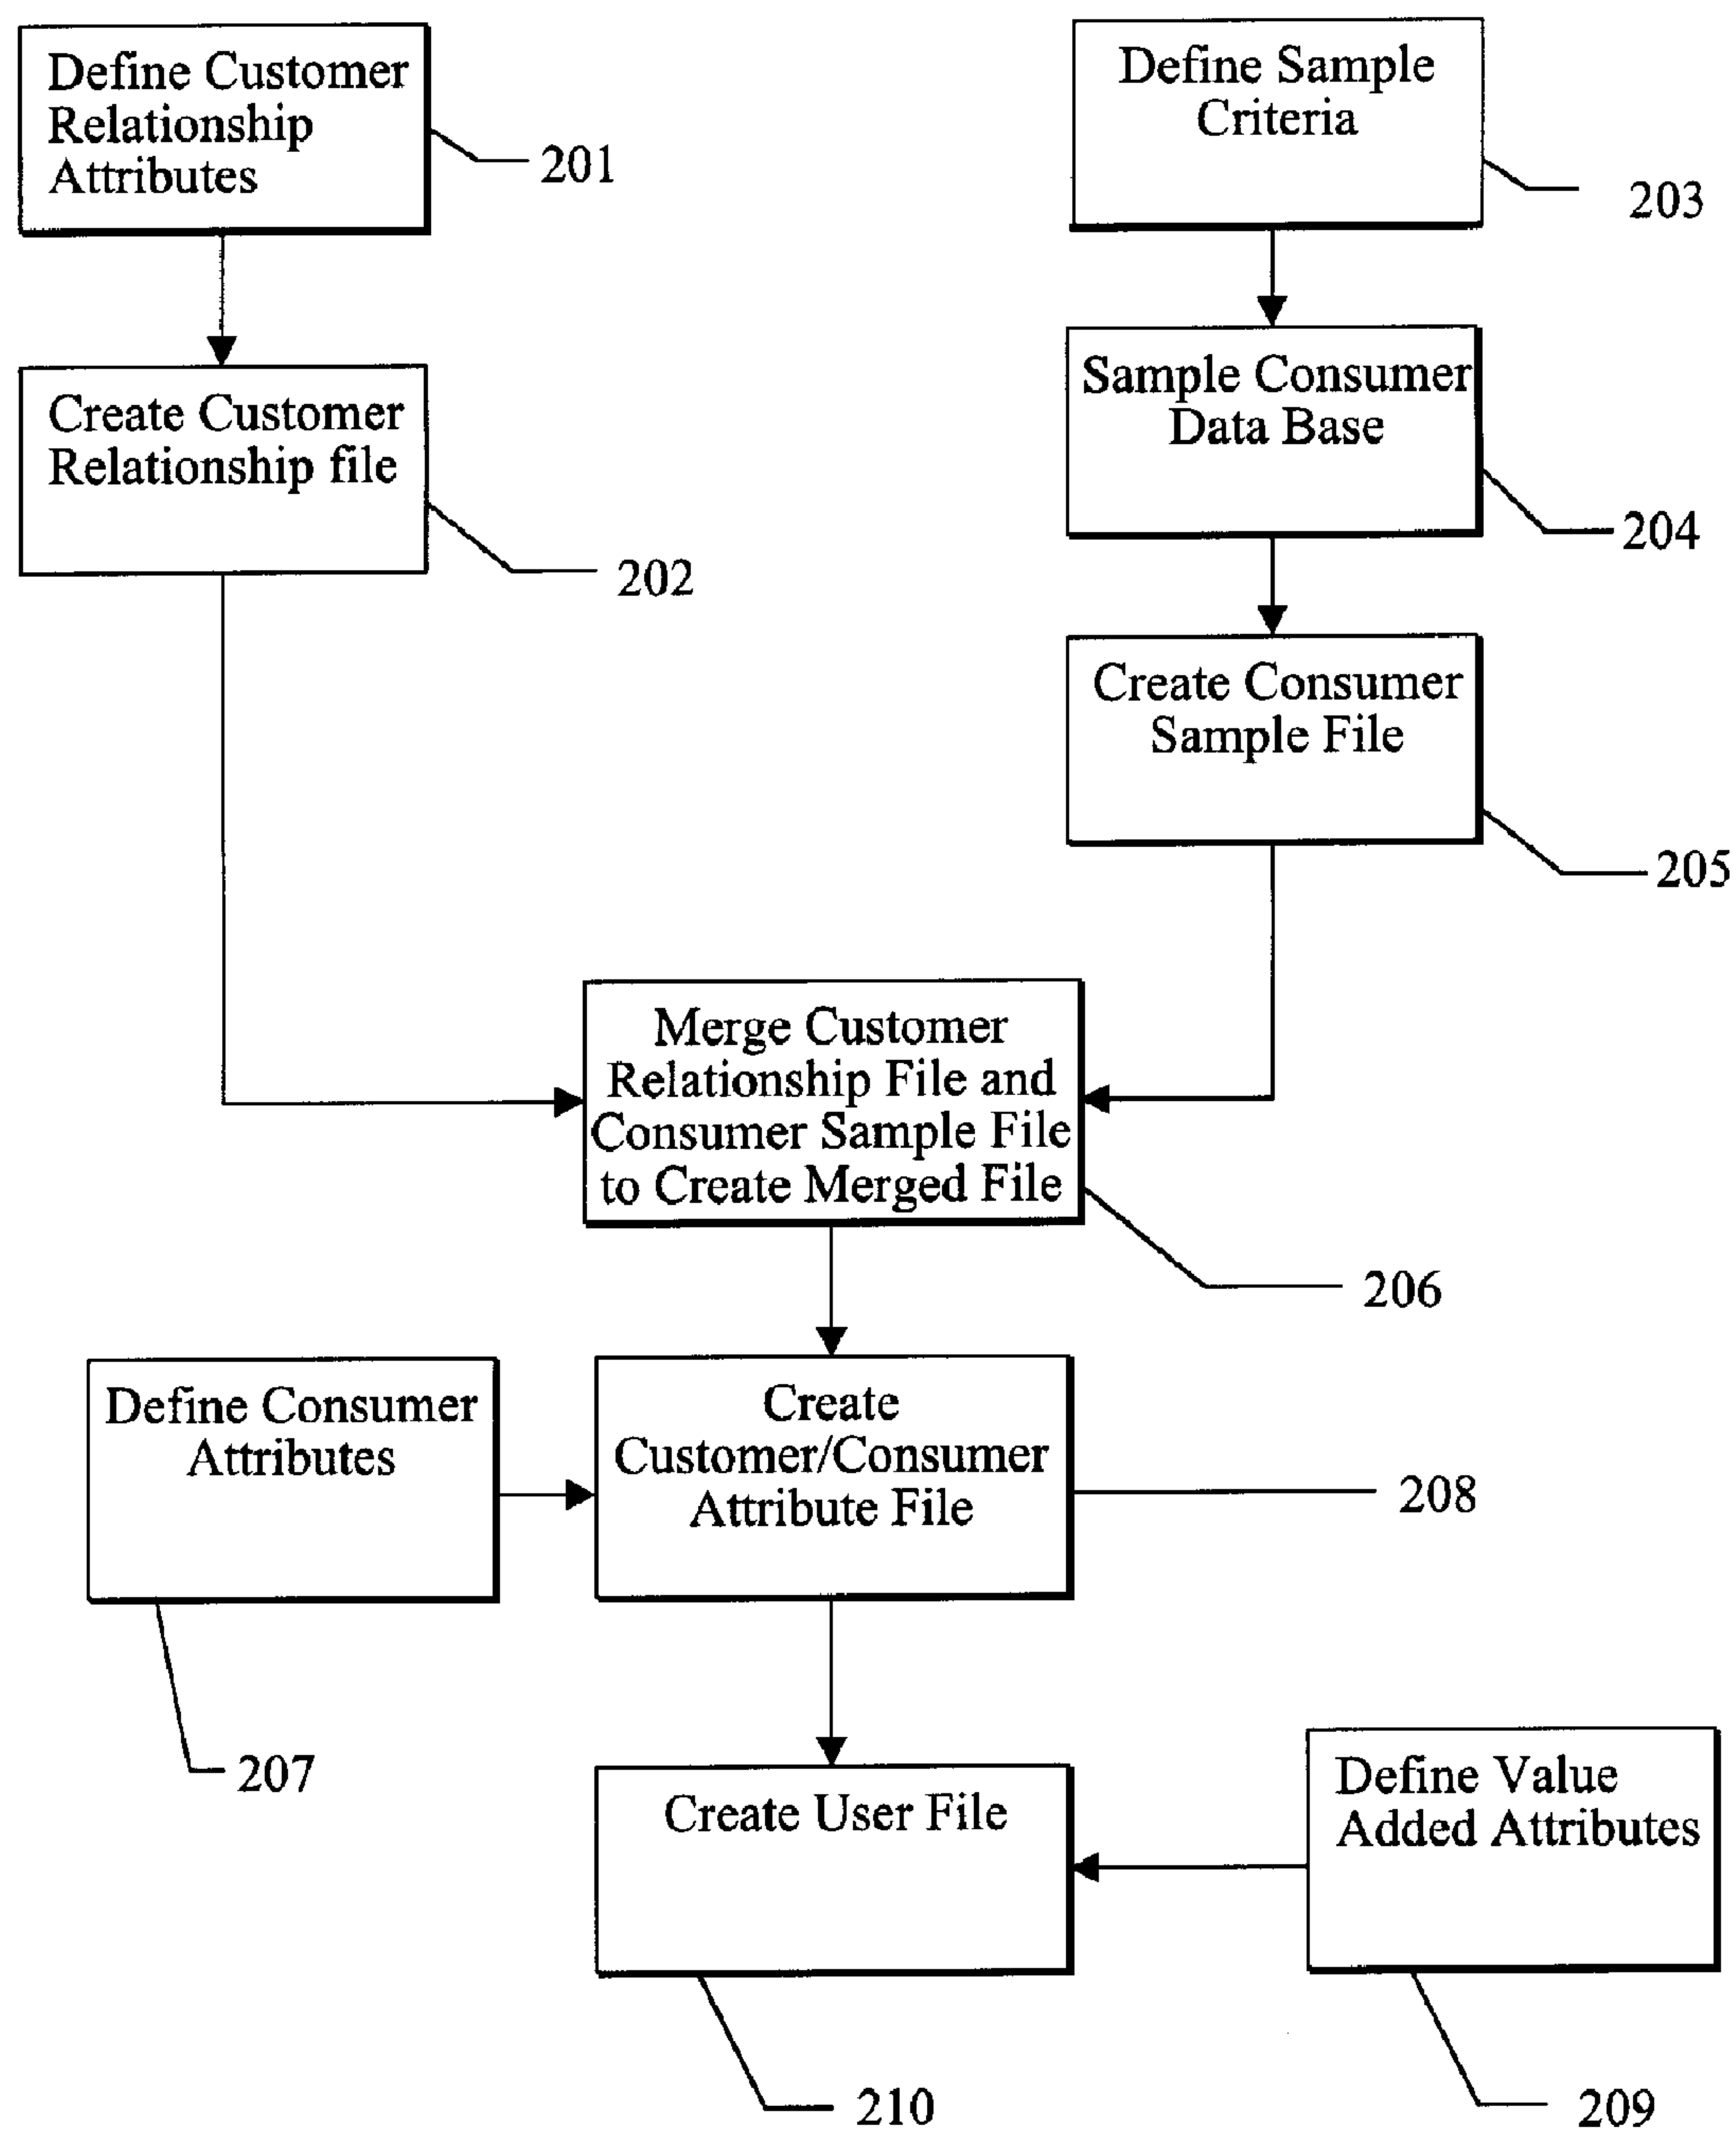 Define Customer
Relationship
Attributes
201
Define Sample
Criteria
203
Create Customer
Relationship file
202
Sample Consumer
Data Base
204
Create Consumer
Sample File
205
Merge Customer
Relationship File and
Consumer Sample File
to Create Merged File
206
Define Consumer
Attributes
207
Create
Customer/Consumer
Attribute File
208
Create User File
210
Define Value
Added Attributes
209